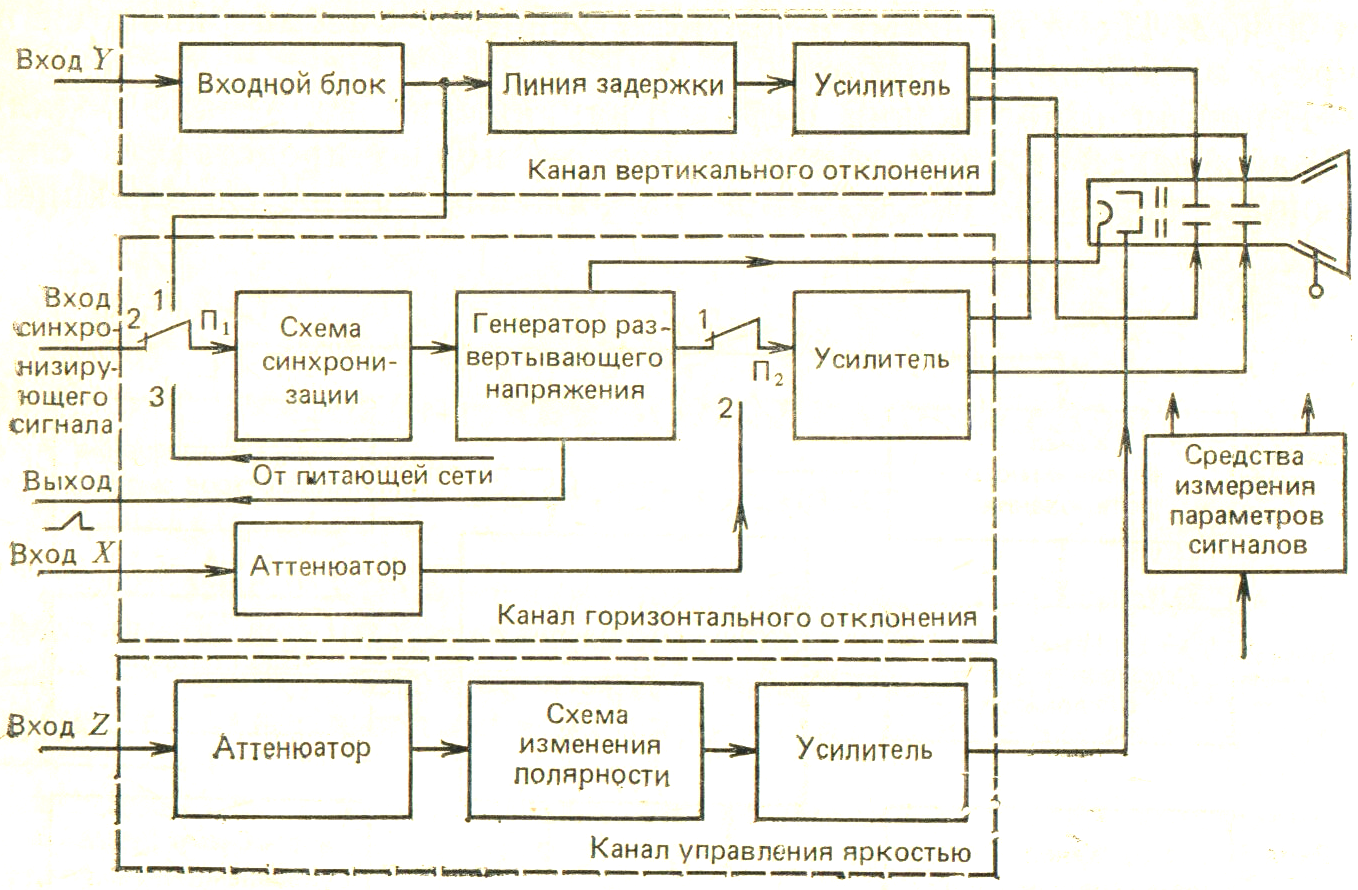 Вход Y
Входной блок
Линия задержки
Усилитель
Канал вертикального отклонения
Вход
синхро-
низиру-
ющего
сигнала
1
2
3
П1
Схема
синхрони-
зации
Генератор раз-
вертывающего
напряжения
1
П2
2
Усилитель
От питающей сети
Выход
Вход X
Аттенюатор
Канал горизонтального отклонения
Средства
измерения
параметров
сигналов
Вход Z
Аттенюатор
Схема
изменения
полярности
Усилитель
Канал управления яркостью